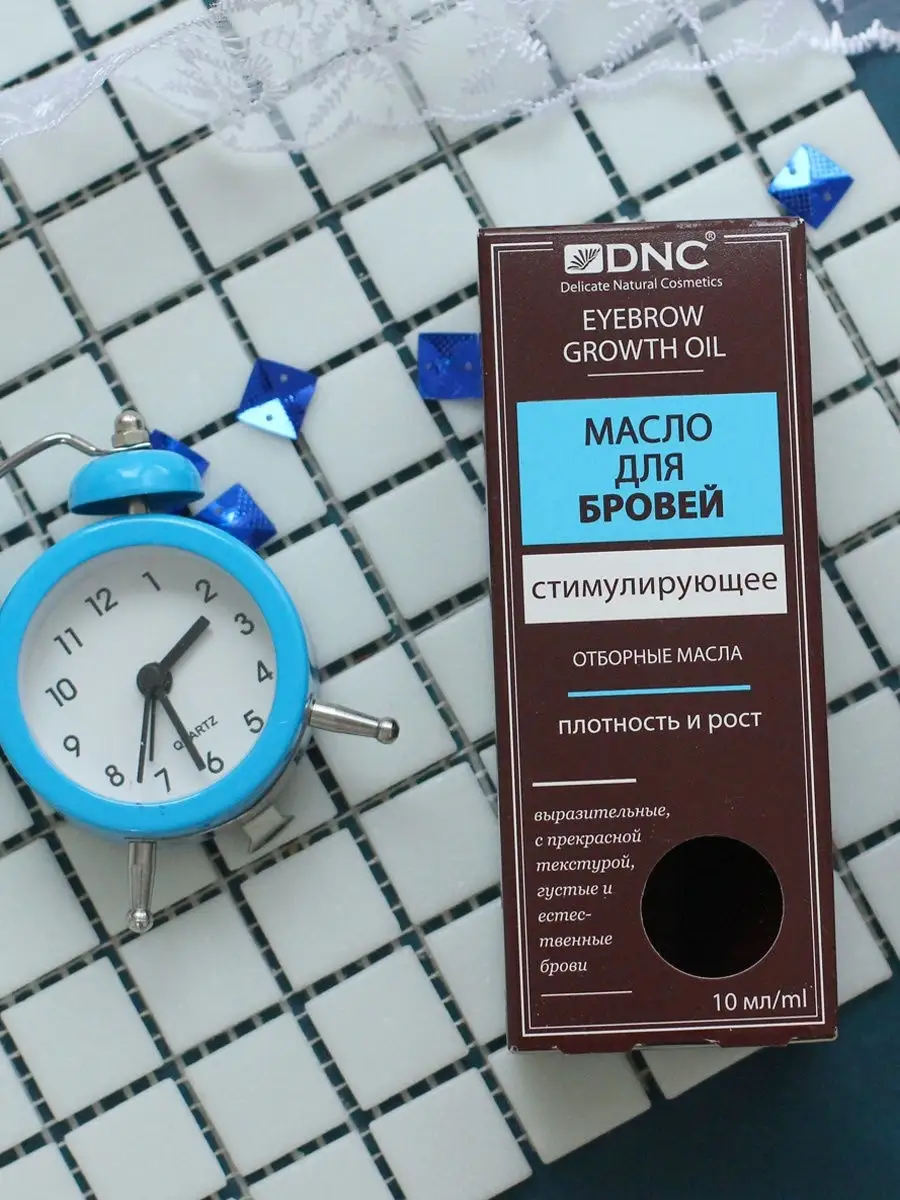 DNC®
Delicate Natural Cosmetics
EYEBROW
GROWTH OIL
МАСЛО
ДЛЯ
БРОВЕЙ
стимулирующее
ОТБОРНЫЕ МАСЛА
плотность и рост
выразительные,
с прекрасной
текстурой,
густые и
естес-
твенные
брови
10 мл/ml
12
1
2
3
4
5
6
7
8
9
10
11
QUARTZ